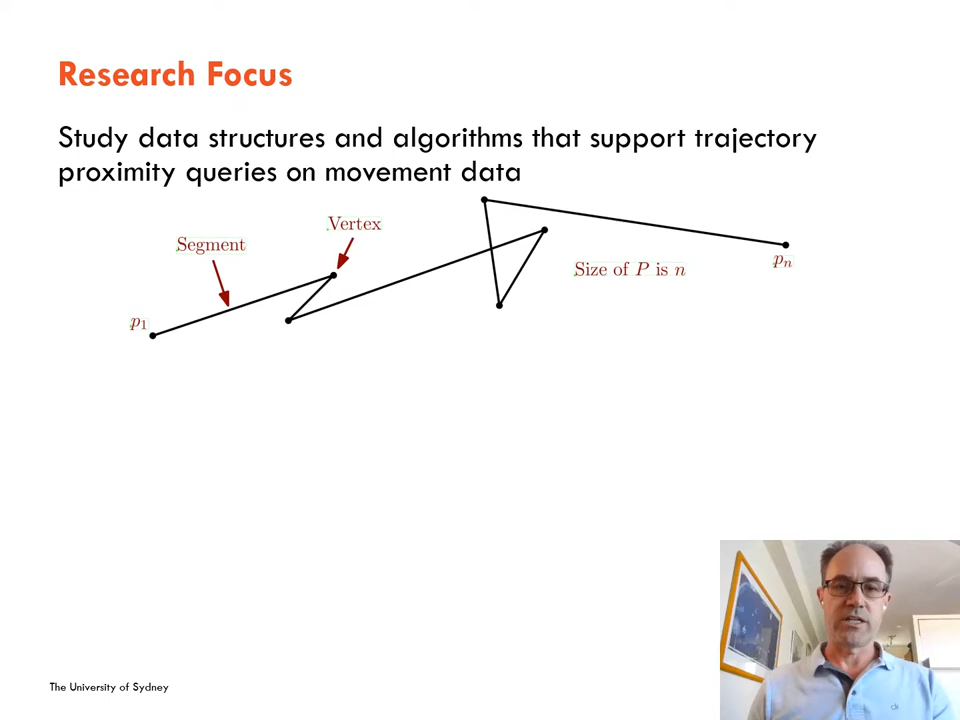 Research Focus
Study data structures and algorithms that support trajectory
proximity queries on movement data
Vertex
Segment
p1
Size of P is n
pn
The University of Sydney